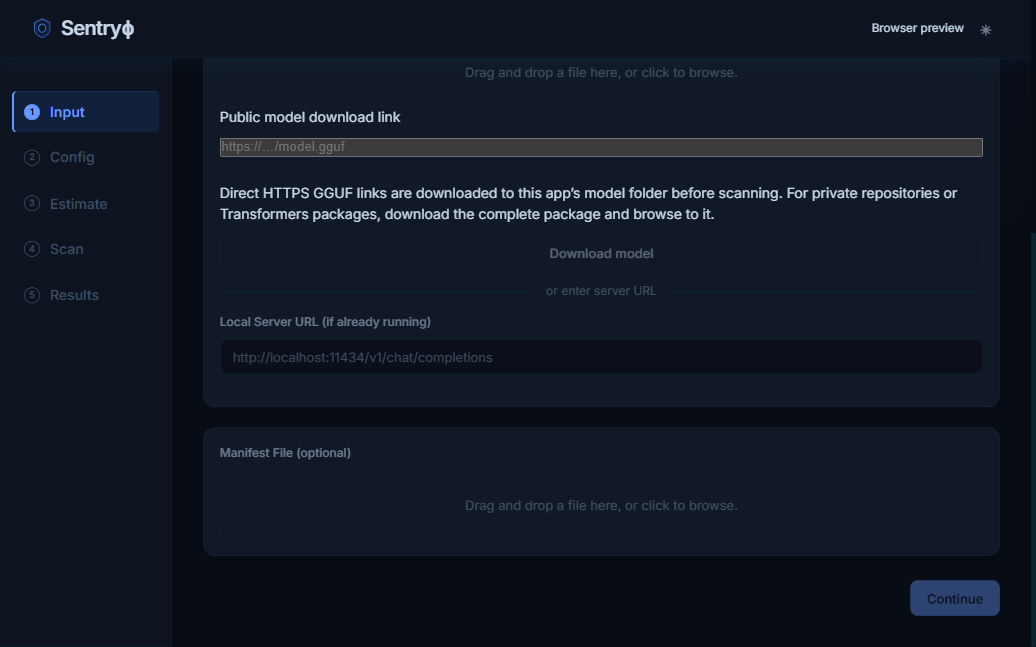 Sentryϕ
Browser preview
1 Input
2 Config
3 Estimate
4 Scan
5 Results
Drag and drop a file here, or click to browse.
Public model download link
https://.../model.gguf
Direct HTTPS GGUF links are downloaded to this app's model folder before scanning. For private repositories or
Transformers packages, download the complete package and browse to it.
Download model
or enter server URL
Local Server URL (if already running)
http://localhost:11434/v1/chat/completions
Manifest File (optional)
Drag and drop a file here, or click to browse.
Continue